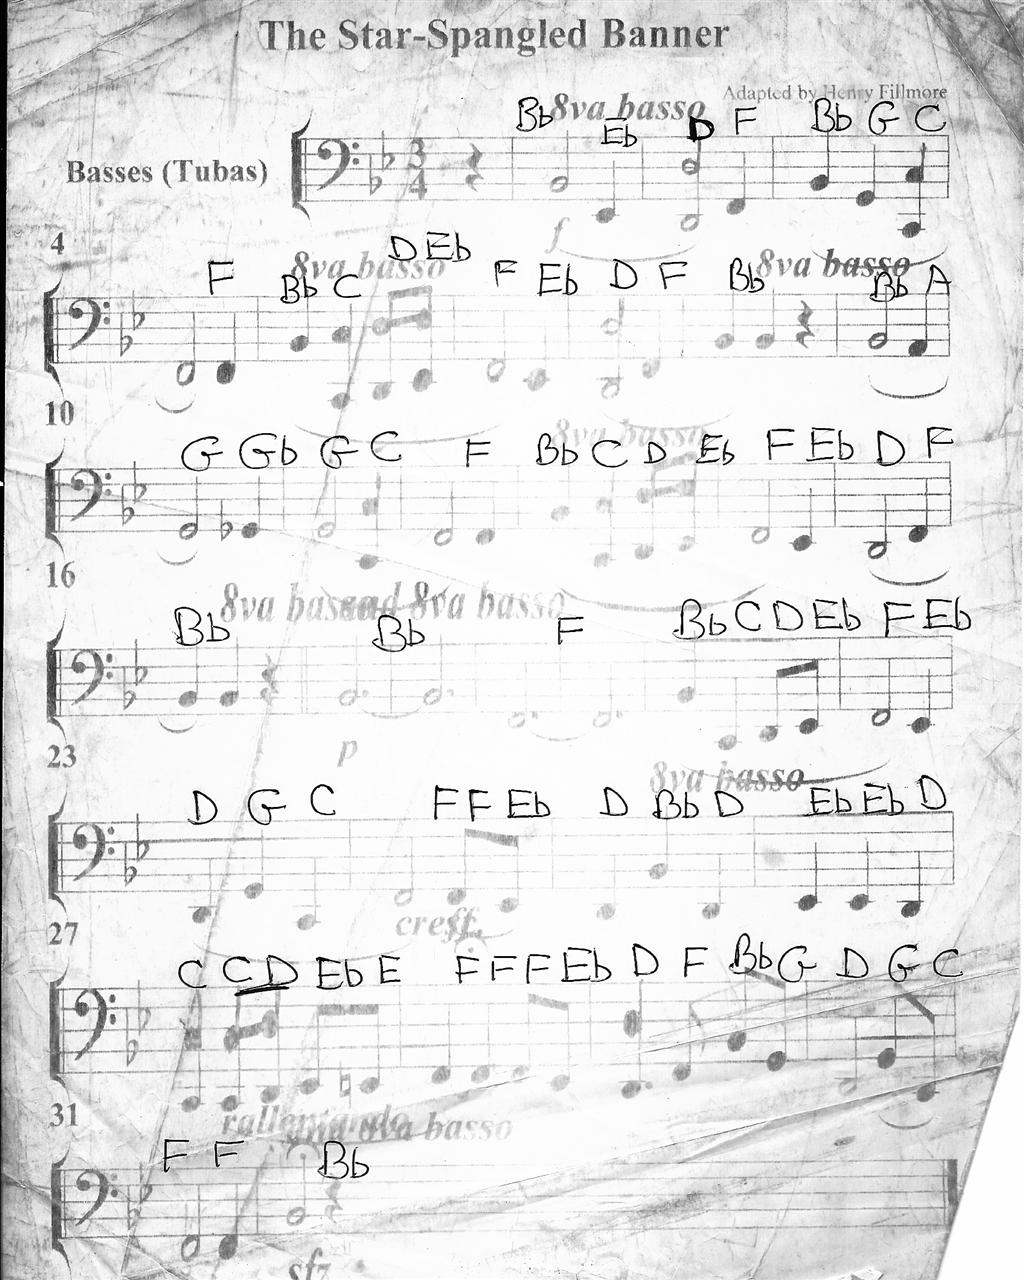 The Star-Spangled Banner
Adapted by Henry Fillmore
Bb 8va basso Eb D F Bb G C
Basses (Tubas)
3
4
f
4
8va basso D Eb 8va basso
F Bb C F Eb D F Bb Bb A
10
8va basso
G Gb G C F Bb C D Eb F Eb D F
16
8va basso 8va basso
Bb Bb F Bb C D Eb F Eb
p
23
8va basso
D G C F F Eb D Bb D Eb Eb D
27
C C D Eb E F F F Eb D F Bb G D G C
31
rallentando 8va basso
F F Bb
sfz